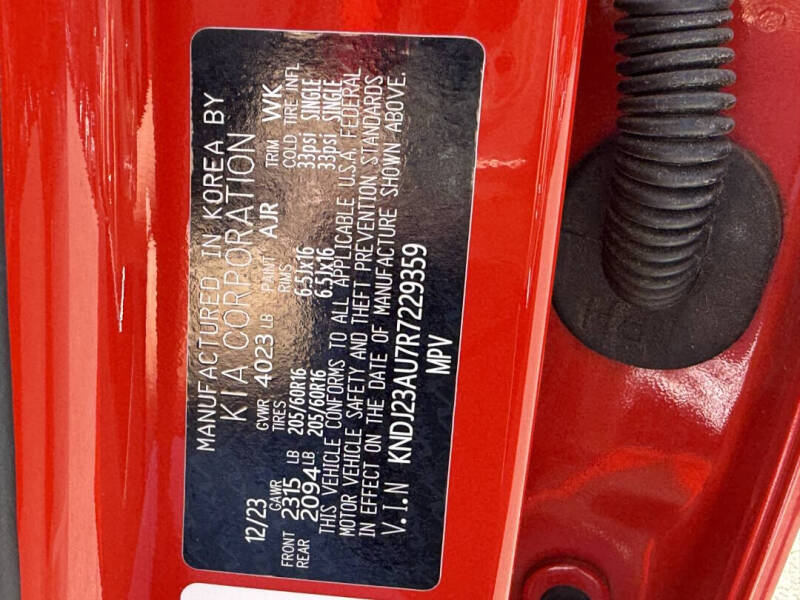 MANUFACTURED IN KOREA BY
KIA CORPORATION
12/23 GVWR 4023 LB PAINT AJR TRIM WK
GAWR TIRES RIMS COLD TIRE INFL
FRONT 2315 LB 205/60R16 6.5Jx16 33psi SINGLE
REAR 2094 LB 205/60R16 6.5Jx16 33psi SINGLE
THIS VEHICLE CONFORMS TO ALL APPLICABLE U.S.A. FEDERAL
MOTOR VEHICLE SAFETY AND THEFT PREVENTION STANDARDS
IN EFFECT ON THE DATE OF MANUFACTURE SHOWN ABOVE.
V.I.N KNDJ23AU7R7229359
MPV